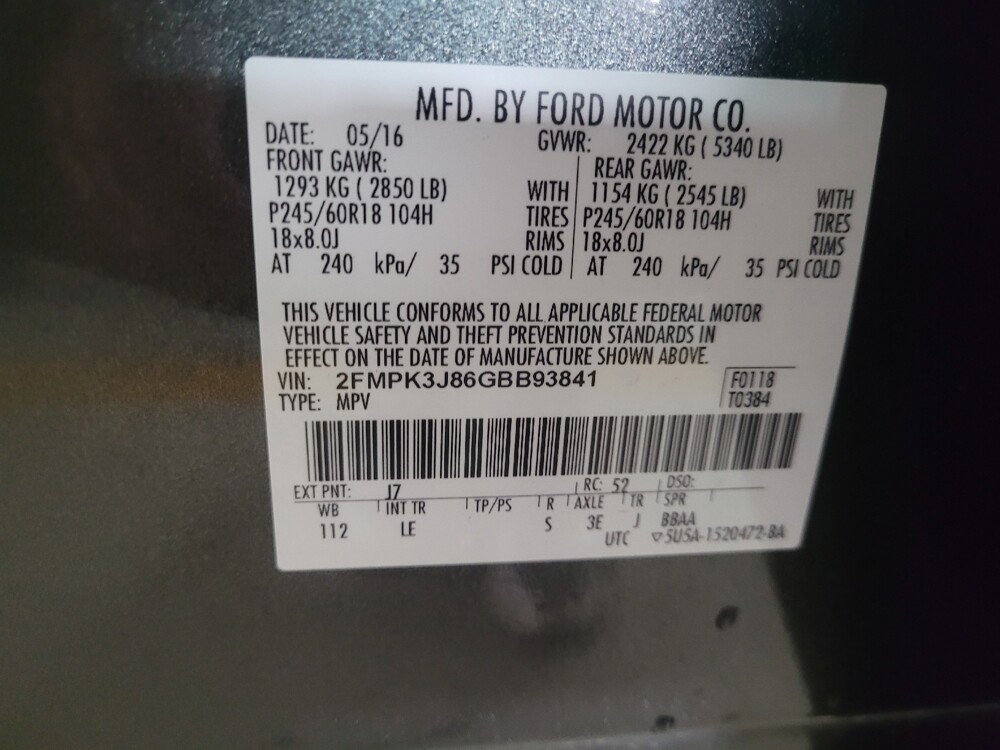 MFD. BY FORD MOTOR CO.
DATE: 05/16 GVWR: 2422 KG ( 5340 LB)
FRONT GAWR: REAR GAWR:
1293 KG ( 2850 LB) WITH 1154 KG ( 2545 LB) WITH
P245/60R18 104H TIRES P245/60R18 104H TIRES
18x8.0J RIMS 18x8.0J RIMS
AT 240 kPa/ 35 PSI COLD AT 240 kPa/ 35 PSI COLD
THIS VEHICLE CONFORMS TO ALL APPLICABLE FEDERAL MOTOR
VEHICLE SAFETY AND THEFT PREVENTION STANDARDS IN
EFFECT ON THE DATE OF MANUFACTURE SHOWN ABOVE.
VIN: 2FMPK3J86GBB93841 F0118
TYPE: MPV T0384
EXT PNT: J7 RC: 52 DSO:
WB INT TR TP/PS R AXLE TR SPR
112 LE S 3E J BBAA
UTC ▽5U5A-1520472-BA